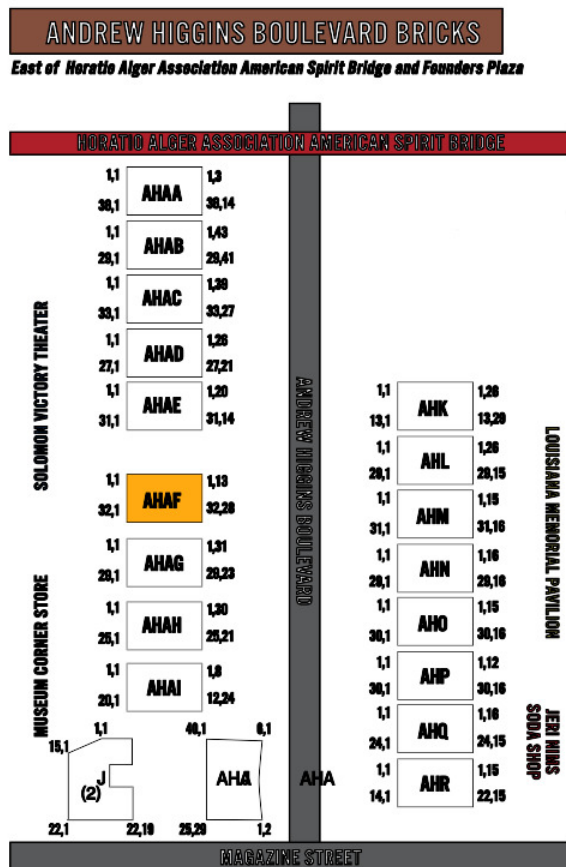 ANDREW HIGGINS BOULEVARD BRICKS
East of Horatio Alger Association American Spirit Bridge and Founders Plaza
HORATIO ALGER ASSOCIATION AMERICAN SPIRIT BRIDGE
1,1 AHAA 1,3
38,1 38,14
1,1 AHAB 1,43
29,1 29,41
1,1 AHAC 1,39
33,1 33,27
1,1 AHAD 1,26
27,1 27,21
1,1 AHAE 1,20
31,1 31,14
SOLOMON VICTORY THEATER
1,1 AHAF 1,13
32,1 32,28
1,1 AHAG 1,31
29,1 29,23
1,1 AHAH 1,30
25,1 25,21
1,1 AHAI 1,8
20,1 12,24
MUSEUM CORNER STORE
1,1
15,1
J
(2)
22,1 22,19
40,1 6,1
25,29 1,2
AHA
ANDREW HIGGINS BOULEVARD
1,1 AHK 1,26
13,1 13,29
1,1 AHL 1,26
29,1 29,15
1,1 AHM 1,15
31,1 31,16
1,1 AHN 1,16
29,1 29,16
1,1 AHO 1,15
30,1 30,16
1,1 AHP 1,12
30,1 30,16
1,1 AHQ 1,16
24,1 24,15
1,1 AHR 1,15
14,1 22,15
LOUISIANA MEMORIAL PAVILION
JERI NIMS
SODA SHOP
MAGAZINE STREET